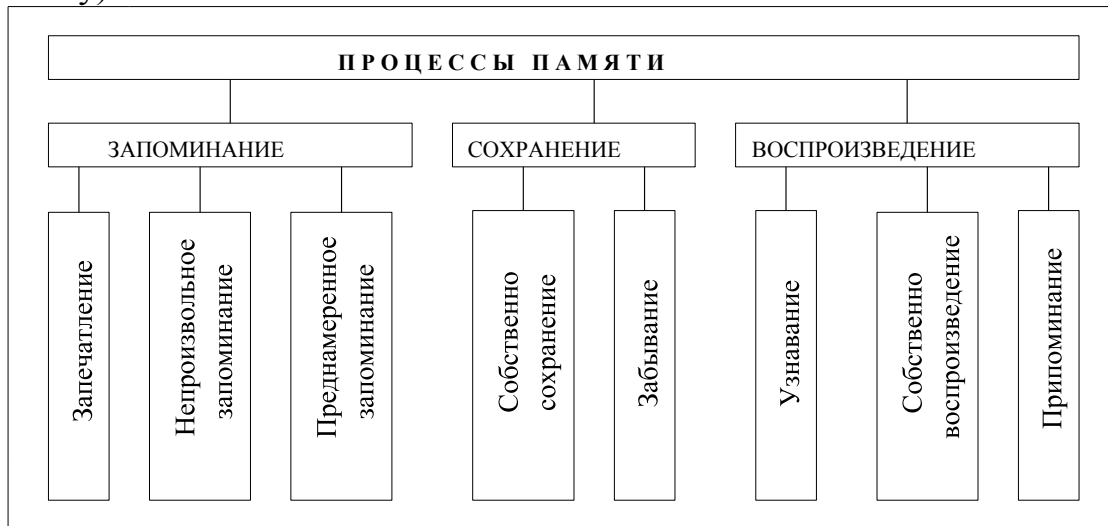 ПРОЦЕССЫ ПАМЯТИ
ЗАПОМИНАНИЕ
СОХРАНЕНИЕ
ВОСПРОИЗВЕДЕНИЕ
Запечатление
Непроизвольное
запоминание
Преднамеренное
запоминание
Собственно
сохранение
Забывание
Узнавание
Собственно
воспроизведение
Припоминание